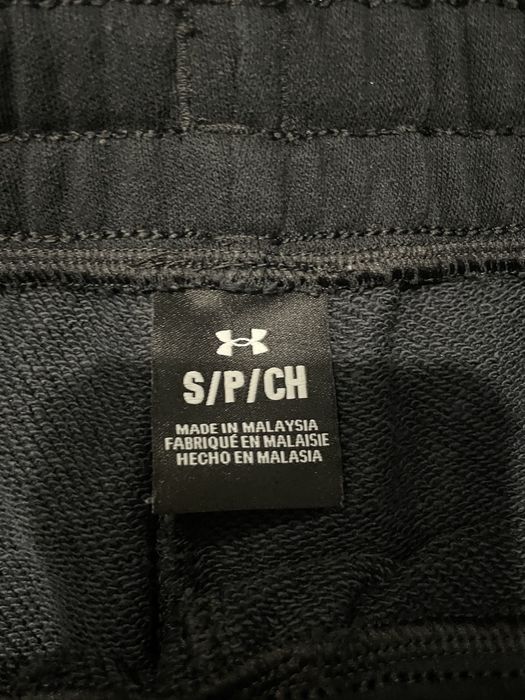 S/P/CH
MADE IN MALAYSIA
FABRIQUÉ EN MALAISIE
HECHO EN MALASIA